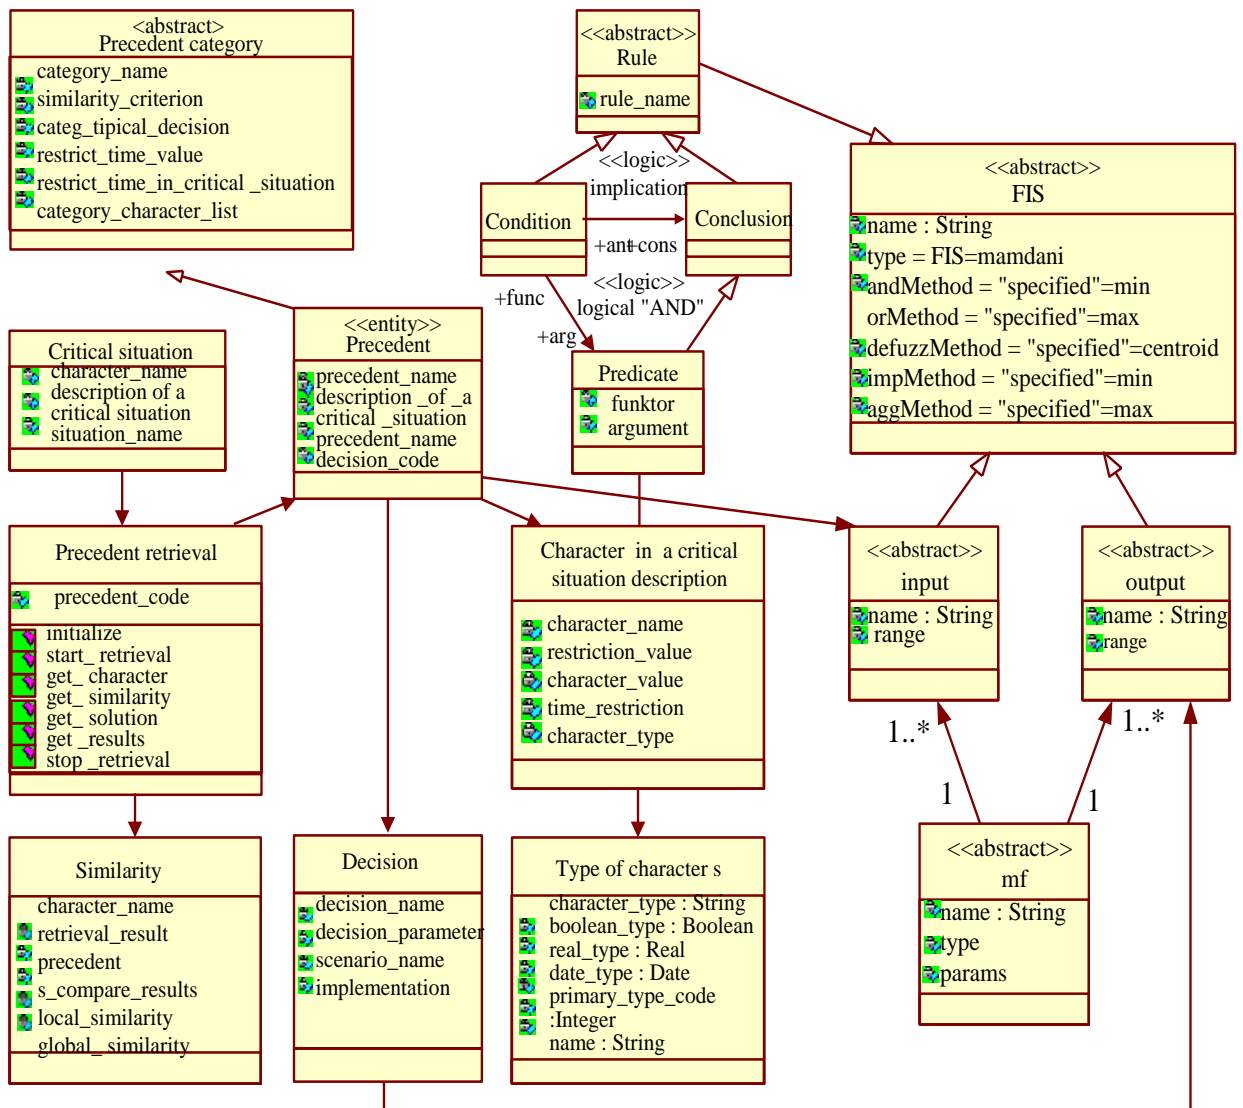 <abstract>
Precedent category
category_name
similarity_criterion
categ_tipical_decision
restrict_time_value
restrict_time_in_critical _situation
category_character_list
<<abstract>>
Rule
rule_name
<<logic>>
implication
Condition
Conclusion
+ant+cons
<<logic>>
logical "AND"
+func
+arg
<<abstract>>
FIS
name : String
type = FIS=mamdani
andMethod = "specified"=min
orMethod = "specified"=max
defuzzMethod = "specified"=centroid
impMethod = "specified"=min
aggMethod = "specified"=max
Critical situation
character_name
description of a
critical situation
situation_name
<<entity>>
Precedent
precedent_name
description _of _a
critical _situation
precedent_name
decision_code
Predicate
funktor
argument
Precedent retrieval
precedent_code
initialize
start_ retrieval
get_ character
get_ similarity
get_ solution
get _results
stop _retrieval
Character in a critical
situation description
character_name
restriction_value
character_value
time_restriction
character_type
<<abstract>>
input
name : String
range
<<abstract>>
output
name : String
range
1..*
1..*
1
1
Similarity
character_name
retrieval_result
precedent
s_compare_results
local_similarity
global_ similarity
Decision
decision_name
decision_parameter
scenario_name
implementation
Type of character s
character_type : String
boolean_type : Boolean
real_type : Real
date_type : Date
primary_type_code
:Integer
name : String
<<abstract>>
mf
name : String
type
params